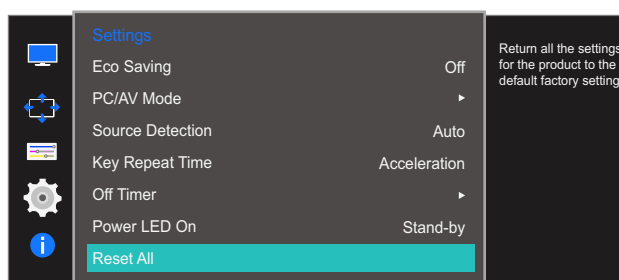 Settings
Eco Saving Off
PC/AV Mode ▸
Source Detection Auto
Key Repeat Time Acceleration
Off Timer ▸
Power LED On Stand-by
Reset All
Return all the settings
for the product to the
default factory setting